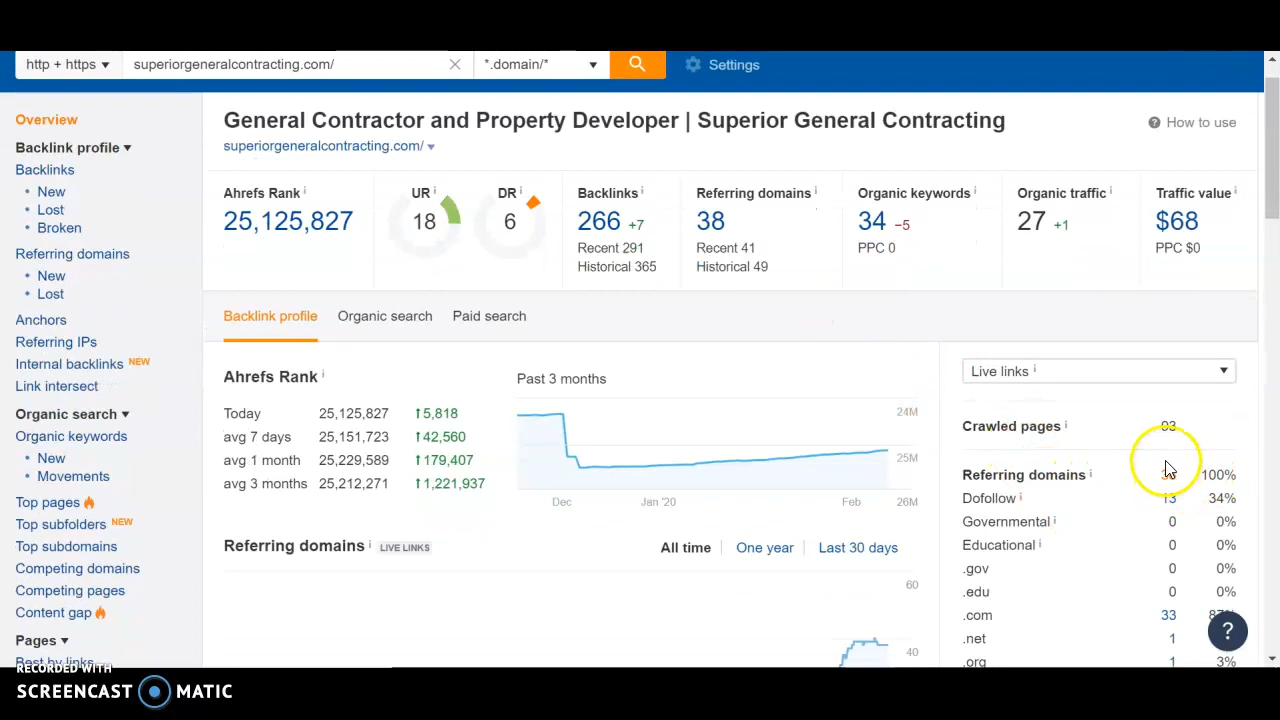 http + https ▾ superiorgeneralcontracting.com/ × *.domain/* ▾ Settings
General Contractor and Property Developer | Superior General Contracting
? How to use
superiorgeneralcontracting.com/ ▾
Overview
Backlink profile ▾
Backlinks
• New
• Lost
• Broken
Referring domains
• New
• Lost
Anchors
Referring IPs
Internal backlinks NEW
Link intersect
Organic search ▾
Organic keywords
• New
• Movements
Top pages
Top subfolders NEW
Top subdomains
Competing domains
Competing pages
Content gap
Pages ▾
Best by links
Ahrefs Rank i
25,125,827
UR i
18
DR i
6
Backlinks i
266 +7
Recent 291
Historical 365
Referring domains i
38
Recent 41
Historical 49
Organic keywords i
34 −5
PPC 0
Organic traffic i
27 +1
Traffic value i
$68
PPC $0
Backlink profile Organic search Paid search
Ahrefs Rank i
Today 25,125,827 ↑5,818
avg 7 days 25,151,723 ↑42,560
avg 1 month 25,229,589 ↑179,407
avg 3 months 25,212,271 ↑1,221,937
Past 3 months
24M
25M
26M
Dec Jan '20 Feb
Referring domains i LIVE LINKS
All time One year Last 30 days
60
40
Live links i ▾
Crawled pages i 93
Referring domains i 100%
Dofollow i 13 34%
Governmental i 0 0%
Educational i 0 0%
.gov 0 0%
.edu 0 0%
.com 33
.net 1
.org 1 3%
?
RECORDED WITH
SCREENCAST MATIC